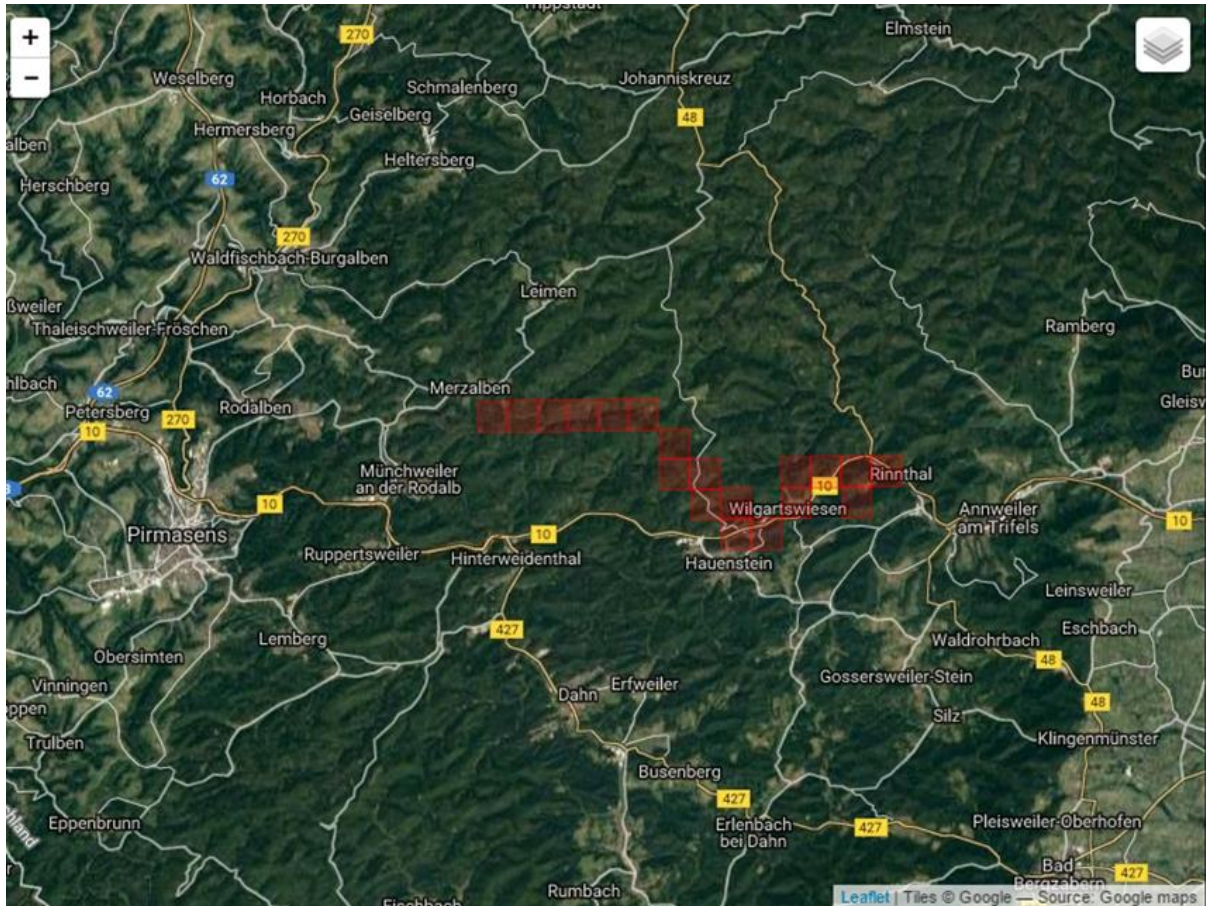 +
−
Trippstadt
Elmstein
270
Weselberg
Johanniskreuz
Schmalenberg
Horbach
Geiselberg
48
Hermersberg
alben
Heltersberg
Herschberg
62
270
Waldfischbach-Burgalben
Leimen
ßweiler
Thaleischweiler-Fröschen
Ramberg
hlbach
Merzalben
62
Bur
Petersberg
Rodalben
Gleisw
270
10
Münchweiler
an der Rodalb
Rinnthal
10
10
Wilgartswiesen
Annweiler
am Trifels
10
10
Pirmasens
Ruppertsweiler
Hinterweidenthal
Hauenstein
Leinsweiler
427
Eschbach
Lemberg
Waldrohrbach
Obersimten
48
Gossersweiler-Stein
Vinningen
Erfweiler
Dahn
48
oppen
Silz
Trulben
Klingenmünster
Busenberg
427
Eppenbrunn
Erlenbach
bei Dahn
427
Pleisweiler-Oberhofen
hland
Bad
Bergzabern
427
Rumbach
Fischbach
Leaflet | Tiles © Google — Source: Google maps